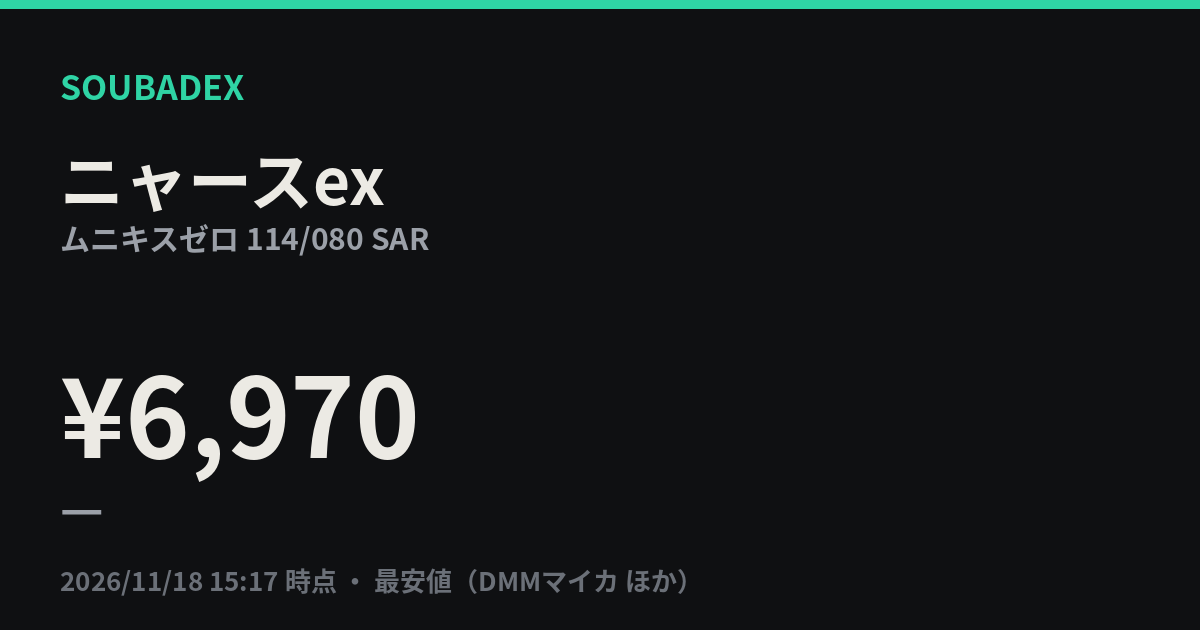 SOUBADEX
ニャースex
ムニキスゼロ 114/080 SAR
¥6,970
—
2026/11/18 15:17 時点 ・ 最安値（DMMマイカ ほか）